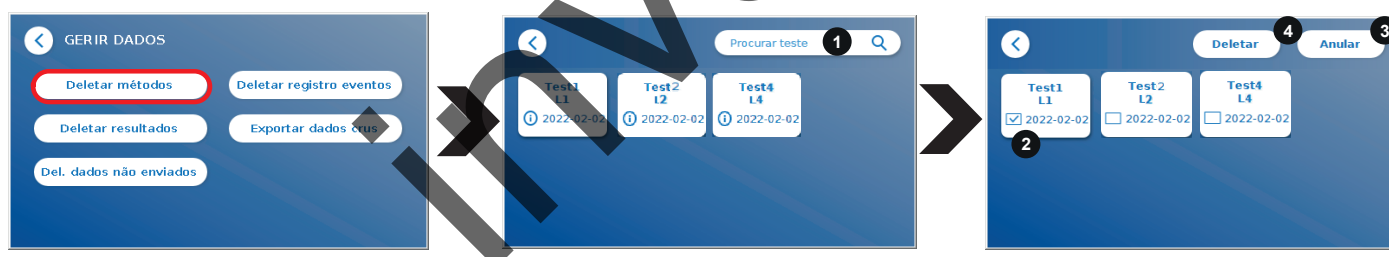 GERIR DADOS
Deletar métodos
Deletar registro eventos
Deletar resultados
Exportar dados crus
Del. dados não enviados
Procurar teste
1
Test1
L1
2022-02-02
Test2
L2
2022-02-02
Test4
L4
2022-02-02
Deletar
4
Anular
3
Test1
L1
2022-02-02
2
Test2
L2
2022-02-02
Test4
L4
2022-02-02